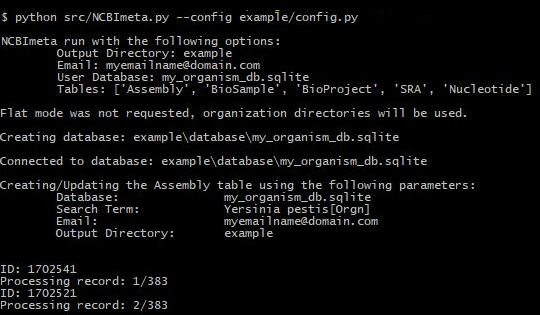 $ python src/NCBImeta.py --config example/config.py
NCBImeta run with the following options:
Output Directory: example
Email: myemailname@domain.com
User Database: my_organism_db.sqlite
Tables: ['Assembly', 'BioSample', 'BioProject', 'SRA', 'Nucleotide']
Flat mode was not requested, organization directories will be used.
Creating database: example\database\my_organism_db.sqlite
Connected to database: example\database\my_organism_db.sqlite
Creating/Updating the Assembly table using the following parameters:
Database: my_organism_db.sqlite
Search Term: Yersinia pestis[Orgn]
Email: myemailname@domain.com
Output Directory: example
ID: 1702541
Processing record: 1/383
ID: 1702521
Processing record: 2/383